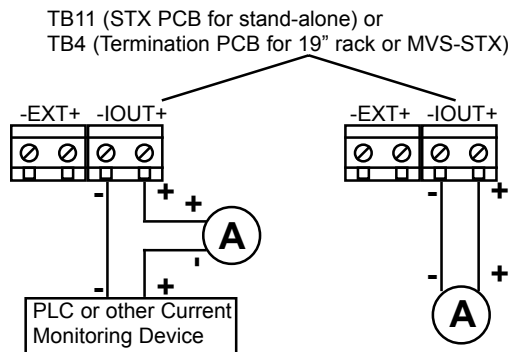 TB11 (STX PCB for stand-alone) or
TB4 (Termination PCB for 19” rack or MVS-STX)
-EXT+ -IOUT+
-EXT+ -IOUT+
- +
+
A
-
- +
PLC or other Current
Monitoring Device
- +
- +
A